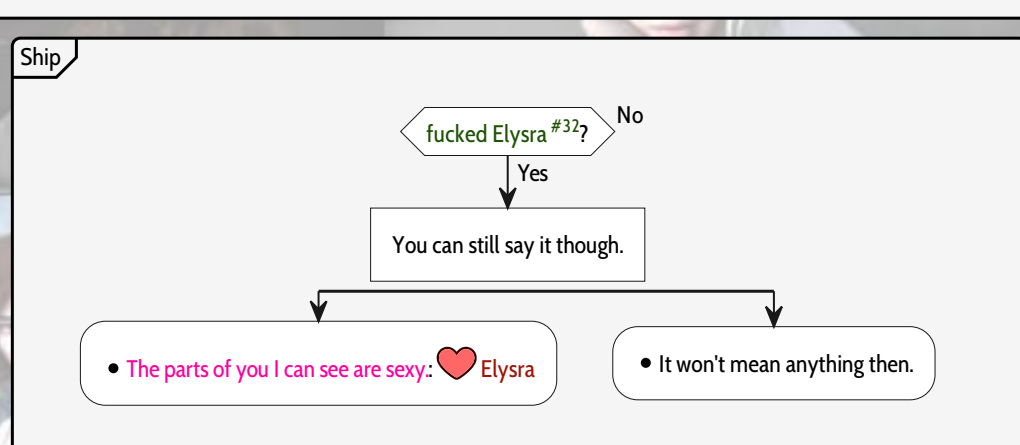 Ship
fucked Elysra #32?
No
Yes
You can still say it though.
• The parts of you I can see are sexy.: Elysra
• It won't mean anything then.